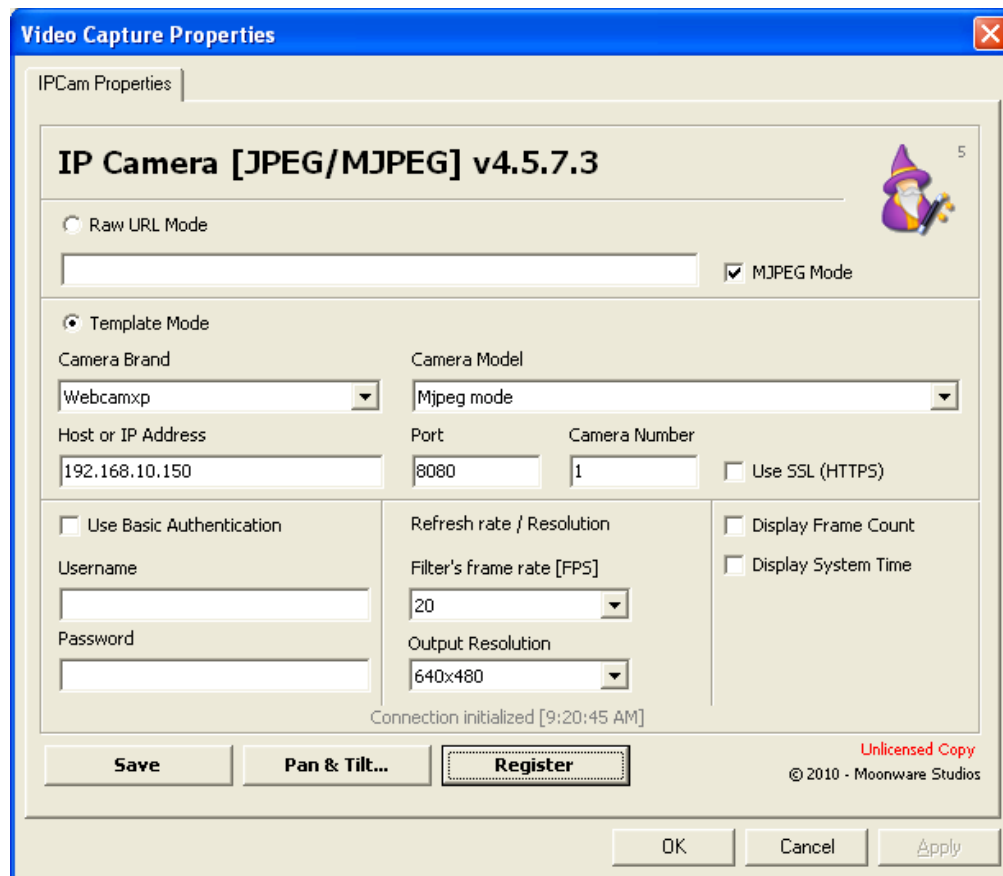 Video Capture Properties
IPCam Properties
IP Camera [JPEG/MJPEG] v4.5.7.3
5
Raw URL Mode
MJPEG Mode
Template Mode
Camera Brand Camera Model
Webcamxp Mjpeg mode
Host or IP Address Port Camera Number
192.168.10.150 8080 1 Use SSL (HTTPS)
Use Basic Authentication Refresh rate / Resolution Display Frame Count
Username Filter's frame rate [FPS] Display System Time
20
Password Output Resolution
640x480
Connection initialized [9:20:45 AM]
Save Pan & Tilt... Register Unlicensed Copy
© 2010 - Moonware Studios
OK Cancel Apply